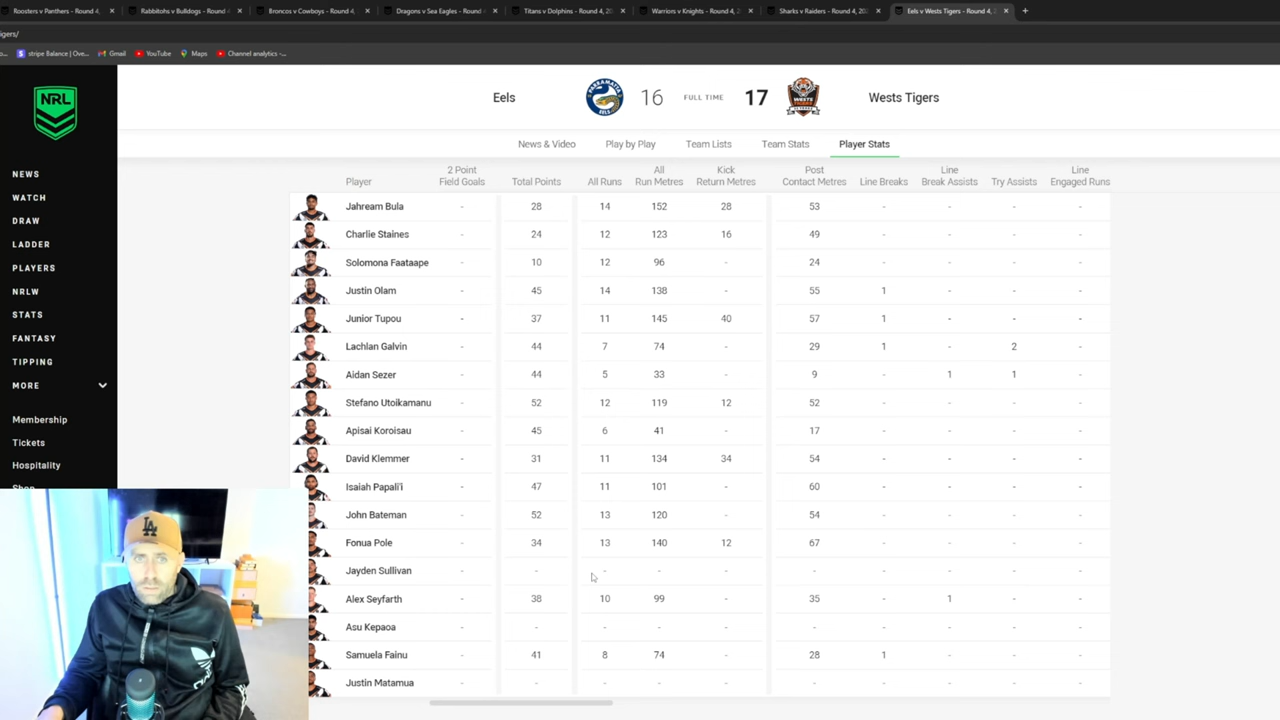 Roosters v Panthers - Round 4, Rabbitohs v Bulldogs - Round 4, Broncos v Cowboys - Round 4, Dragons v Sea Eagles - Round Titans v Dolphins - Round 4, 20 Warriors v Knights - Round 4, 2 Sharks v Raiders - Round 4, 202 Eels v Wests Tigers - Round 4, 2
igers/
stripe Balance | Ove... Gmail YouTube Maps Channel analytics -...
NRL
Eels 16 FULL TIME 17 Wests Tigers
News & Video Play by Play Team Lists Team Stats Player Stats
NEWS
WATCH
DRAW
LADDER
PLAYERS
NRLW
STATS
FANTASY
TIPPING
MORE
Membership
Tickets
Hospitality
Shop
Player 2 Point Field Goals Total Points All Runs All Run Metres Kick Return Metres Post Contact Metres Line Breaks Line Break Assists Try Assists Line Engaged Runs
Jahream Bula - 28 14 152 28 53 - - - -
Charlie Staines - 24 12 123 16 49 - - - -
Solomona Faataape - 10 12 96 - 24 - - - -
Justin Olam - 45 14 138 - 55 1 - - -
Junior Tupou - 37 11 145 40 57 1 - - -
Lachlan Galvin - 44 7 74 - 29 1 - 2 -
Aidan Sezer - 44 5 33 - 9 - 1 1 -
Stefano Utoikamanu - 52 12 119 12 52 - - - -
Apisai Koroisau - 45 6 41 - 17 - - - -
David Klemmer - 31 11 134 34 54 - - - -
Isaiah Papali'i - 47 11 101 - 60 - - - -
John Bateman - 52 13 120 - 54 - - - -
Fonua Pole - 34 13 140 12 67 - - - -
Jayden Sullivan - - - - - - - - - -
Alex Seyfarth - 38 10 99 - 35 - 1 - -
Asu Kepaoa - - - - - - - - - -
Samuela Fainu - 41 8 74 - 28 1 - - -
Justin Matamua - - - - - - - - - -
LA